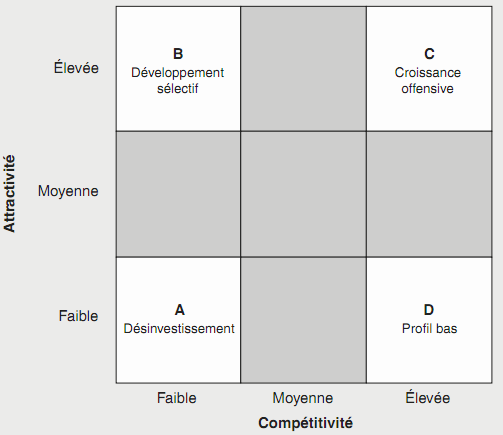 Attractivité
Élevée
B
Développement
sélectif
C
Croissance
offensive
Moyenne
Faible
A
Désinvestissement
D
Profil bas
Faible
Moyenne
Élevée
Compétitivité